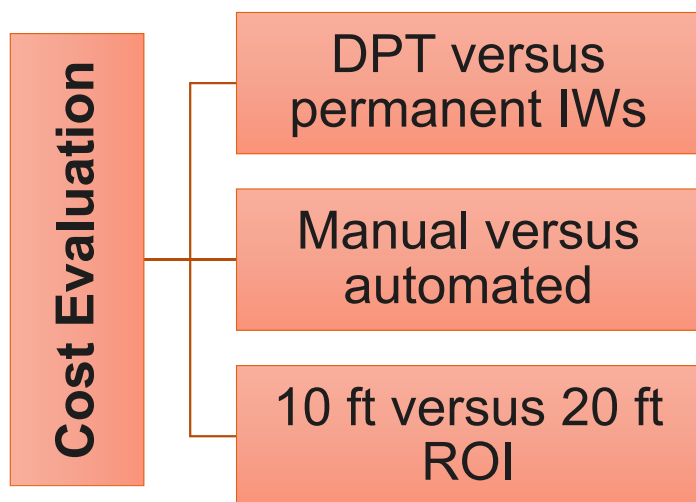 Cost Evaluation
DPT versus
permanent IWs
Manual versus
automated
10 ft versus 20 ft
ROI